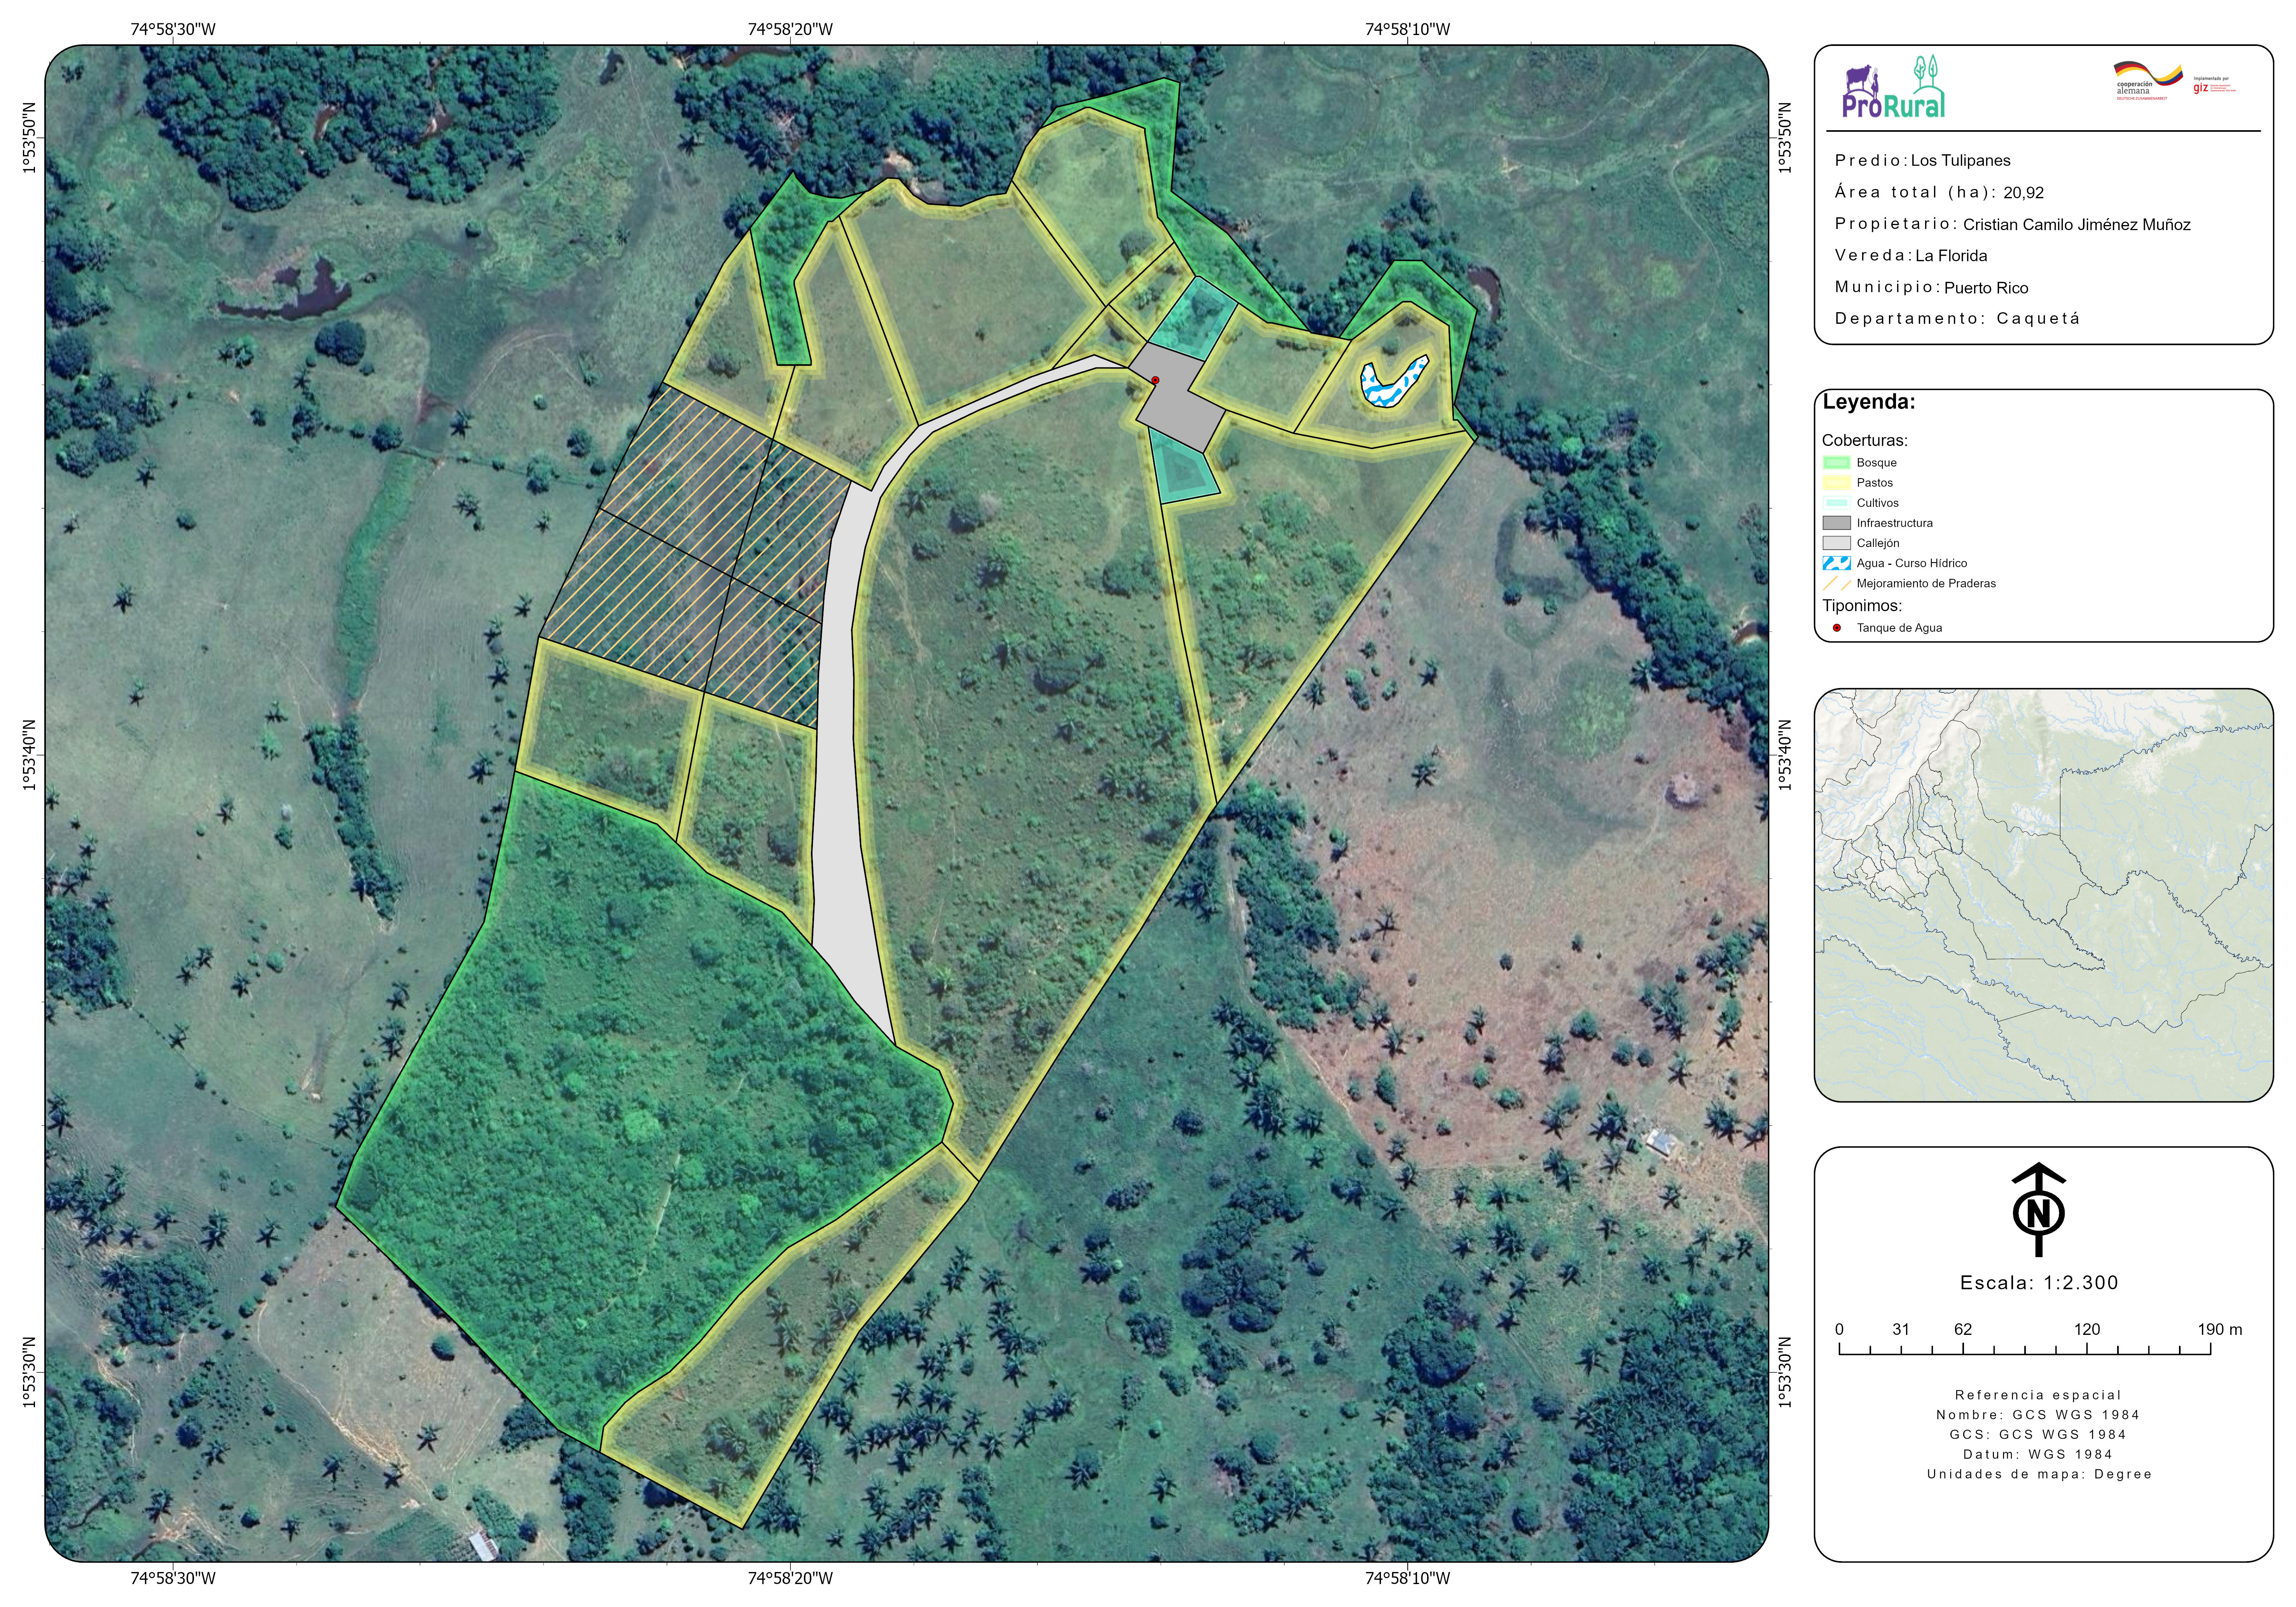 74°58'30"W 74°58'20"W 74°58'10"W
1°53'50"N 1°53'50"N
1°53'40"N 1°53'40"N
1°53'30"N 1°53'30"N
74°58'30"W 74°58'20"W 74°58'10"W
ProRural
cooperación
alemana
DEUTSCHE ZUSAMMENARBEIT
Implementada por
giz
Predio: Los Tulipanes
Área total (ha): 20,92
Propietario: Cristian Camilo Jiménez Muñoz
Vereda: La Florida
Municipio: Puerto Rico
Departamento: Caquetá
Leyenda:
Coberturas:
Bosque
Pastos
Cultivos
Infraestructura
Callejón
Agua - Curso Hídrico
Mejoramiento de Praderas
Tiponimos:
Tanque de Agua
N
Escala: 1:2.300
0 31 62 120 190 m
Referencia espacial
Nombre: GCS WGS 1984
GCS: GCS WGS 1984
Datum: WGS 1984
Unidades de mapa: Degree